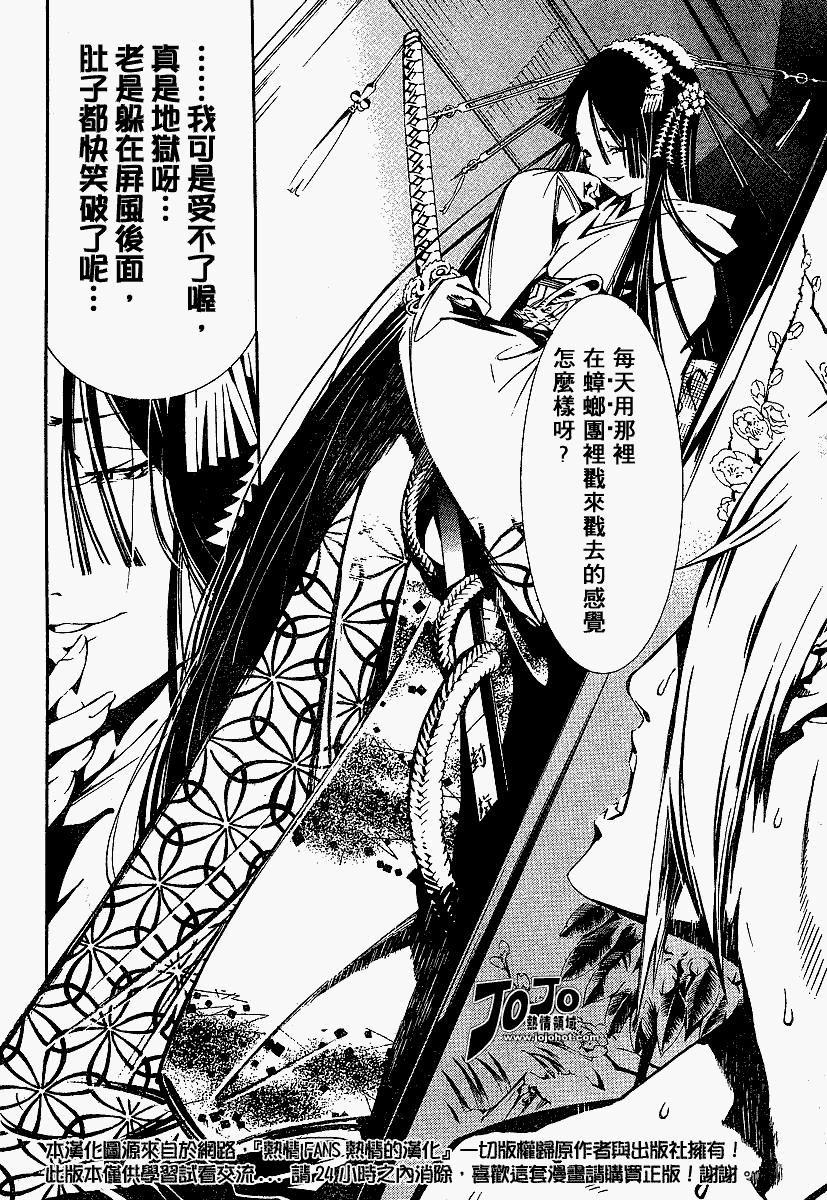 每天用那裡
在蟑螂團裡戳來戳去的感覺
怎麼樣呀?
……我可是受不了喔,
真是地獄呀…
老是躲在屏風後面,
肚子都快笑破了呢…
封
JOJO
熱情領域
www.jojohot.com
本漢化圖源來自於網路,『熱情FANS 熱情的漢化』一切版權歸原作者與出版社擁有!
此版本僅供學習試看交流....請24小時之內消除,喜歡這套漫畫請購買正版!謝謝。